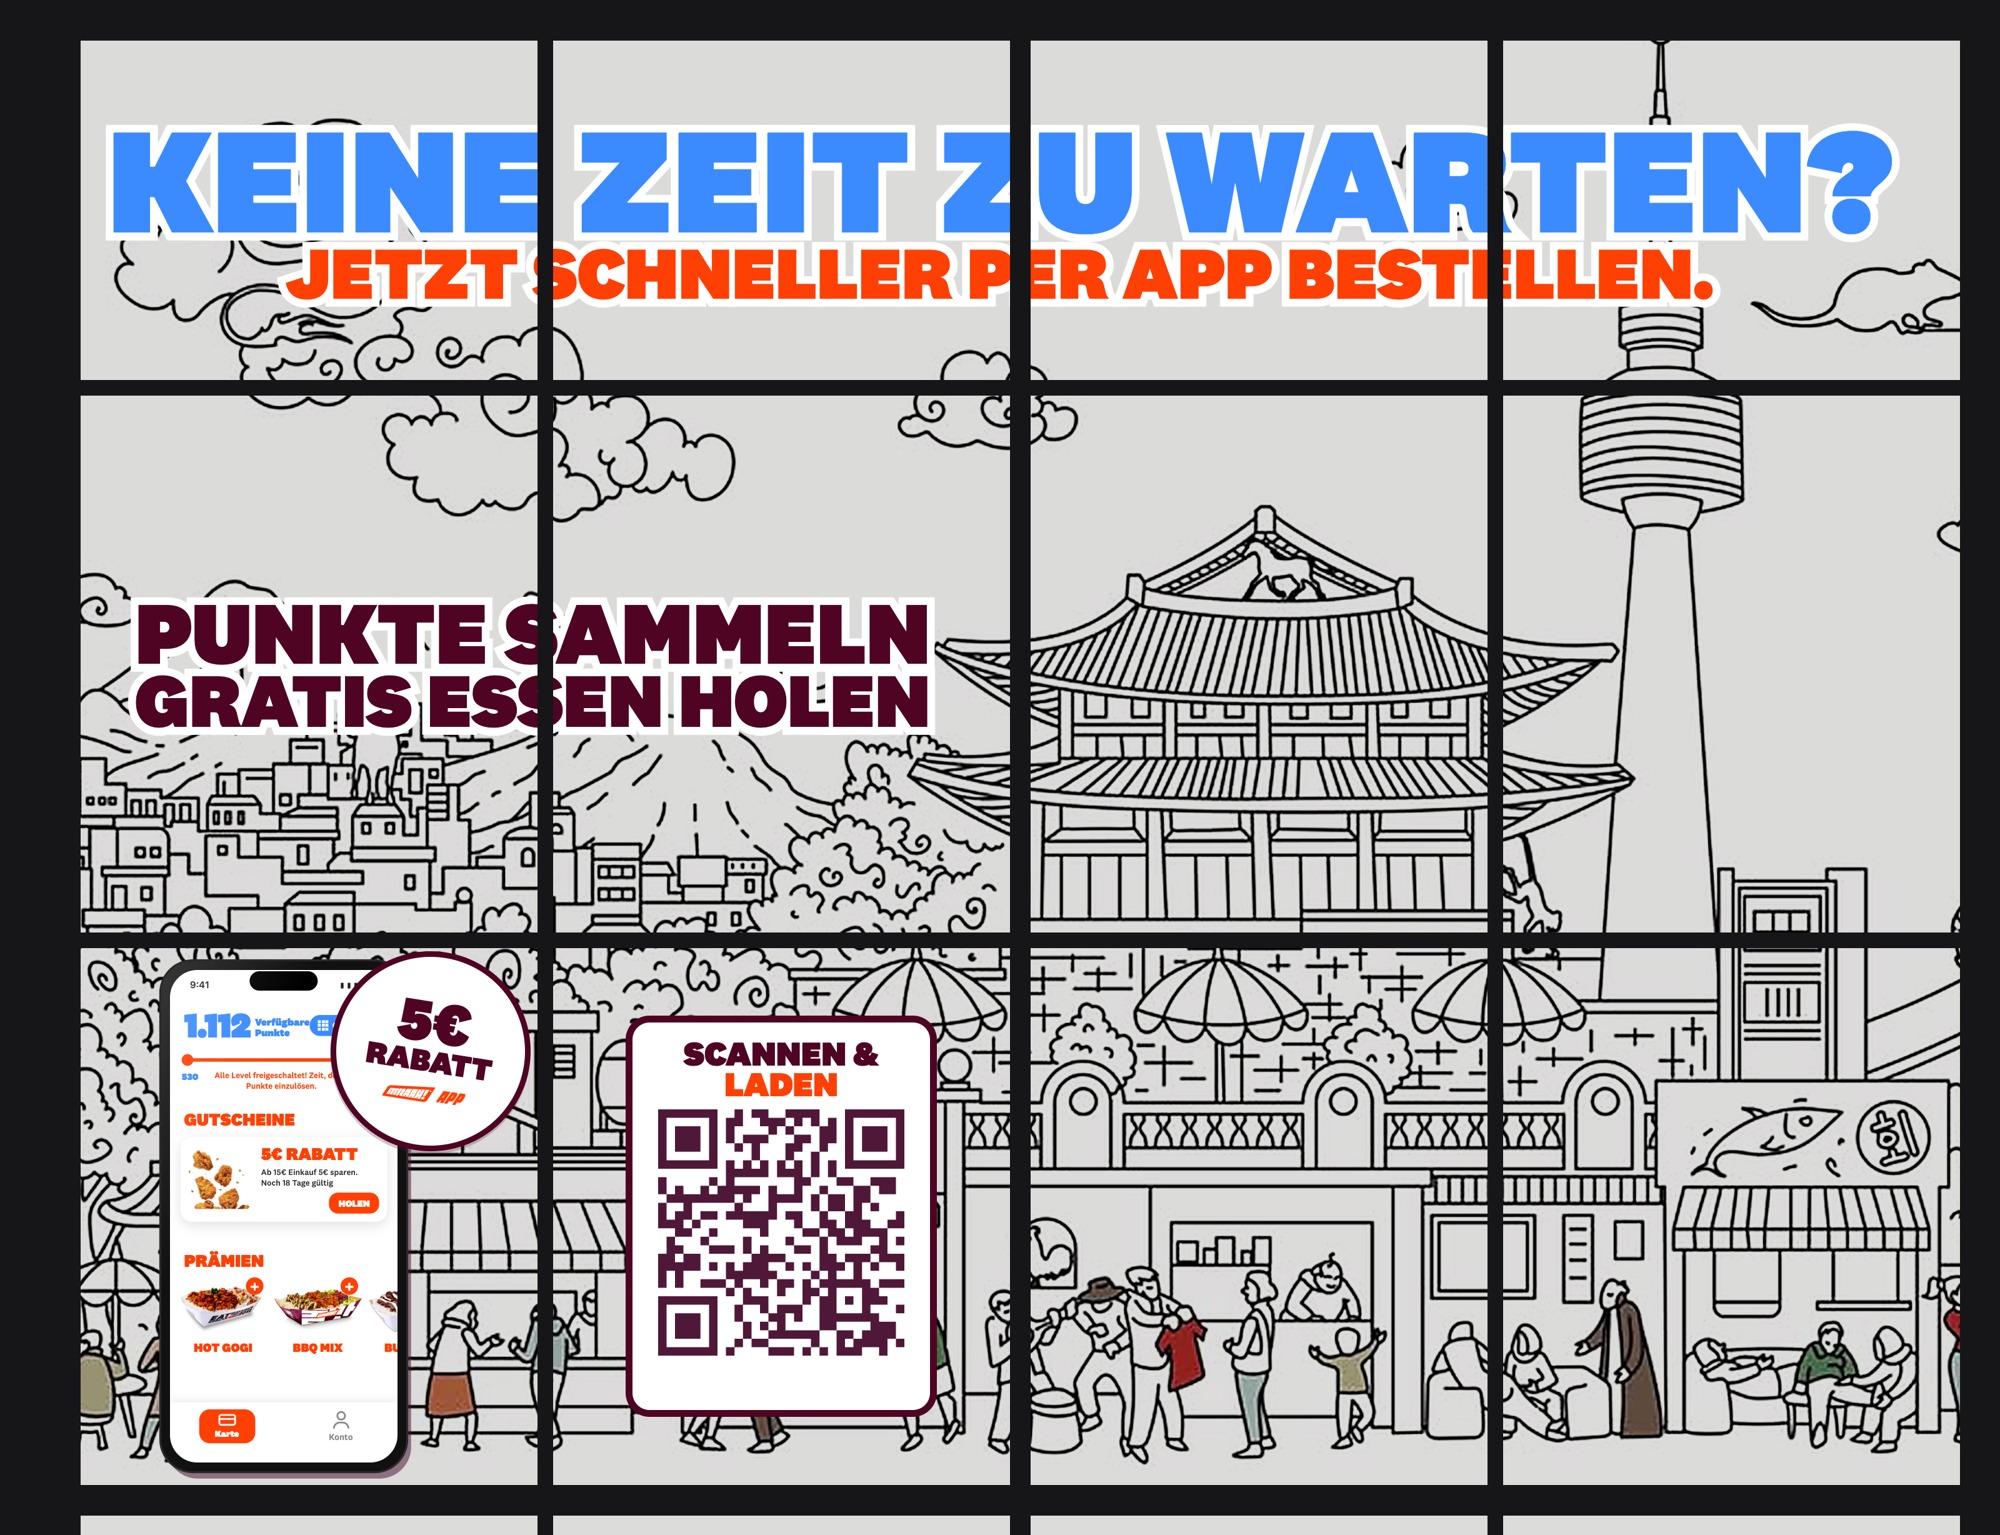 KEINE ZEIT ZU WARTEN?
JETZT SCHNELLER PER APP BESTELLEN.
PUNKTE SAMMELN
GRATIS ESSEN HOLEN
9:41
1.112 Verfügbare
Punkte
530
Alle Level freigeschaltet! Zeit,
Punkte einzulösen.
GUTSCHEINE
5€ RABATT
Ab 15€ Einkauf 5€ sparen.
Noch 18 Tage gültig
HOLEN
PRÄMIEN
HOT GOGI
BBQ MIX
Karte
Konto
5€
RABATT
APP
SCANNEN &
LADEN
회